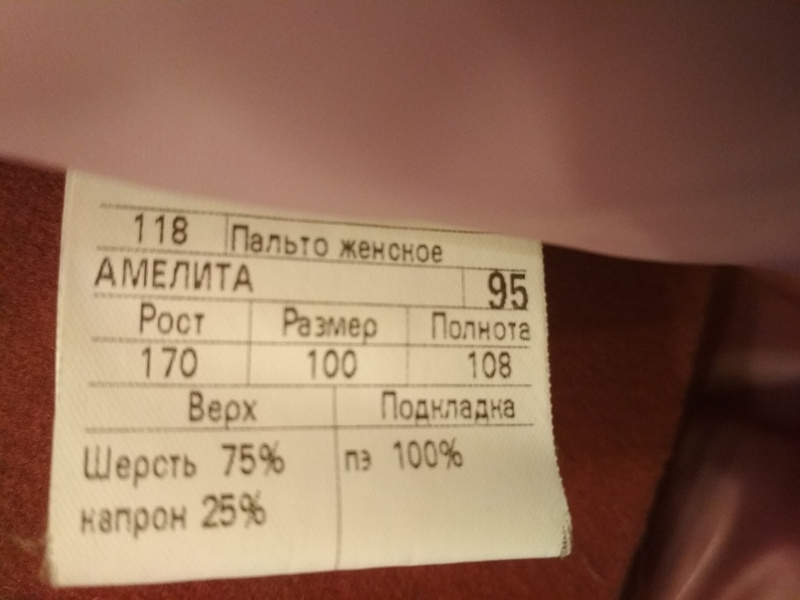 118 Пальто женское
АМЕЛИТА 95
Рост Размер Полнота
170 100 108
Верх Подкладка
Шерсть 75% пэ 100%
капрон 25%